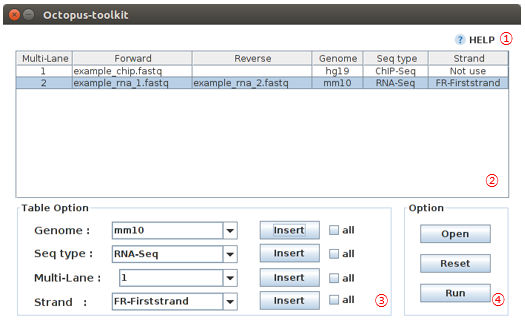 Octopus-toolkit
? HELP ①
Multi-Lane Forward Reverse Genome Seq type Strand
1 example_chip.fastq hg19 ChIP-Seq Not use
2 example_rna_1.fastq example_rna_2.fastq mm10 RNA-Seq FR-Firststrand
②
Table Option
Genome : mm10 Insert all
Seq type : RNA-Seq Insert all
Multi-Lane : 1 Insert all
Strand : FR-Firststrand Insert all ③
Option
Open
Reset
Run ④